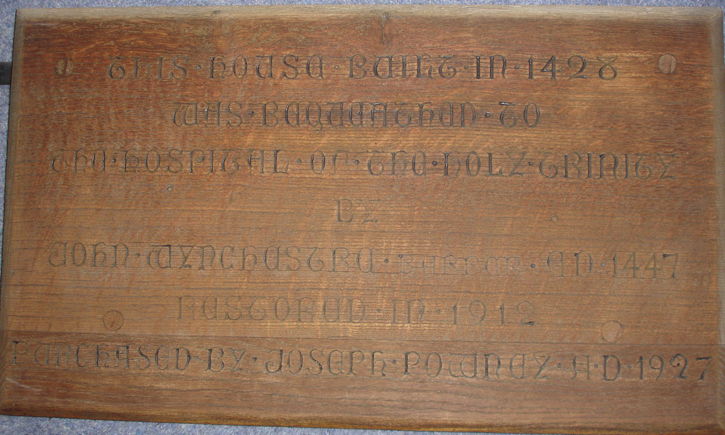 THIS·HOUSE BUILT·IN·1428
WAS·BEQUEATHED·TO
THE·HOSPITAL·OF·THE·HOLY·TRINITY
BY
JOHN·WYNCHESTRE·BARBER·AD·1447
RESTORED·IN·1912
PURCHASED·BY·JOSEPH·POWNEY·A·D·1927